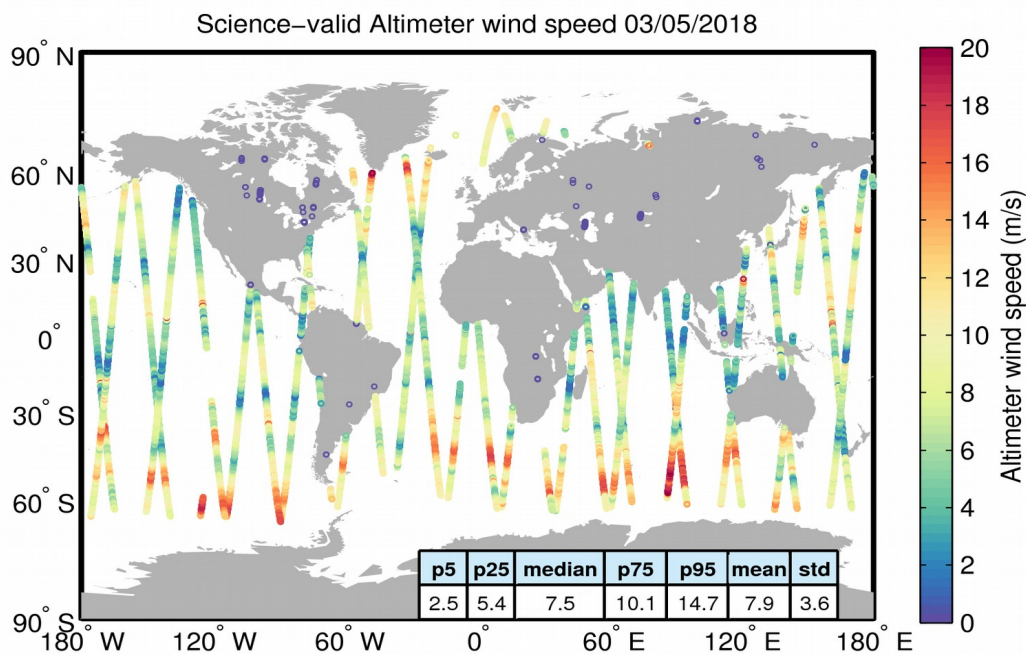 Science−valid Altimeter wind speed 03/05/2018
90° N
60° N
30° N
0°
30° S
60° S
90° S
180° W
120° W
60° W
0°
60° E
120° E
180° E
p5 p25 median p75 p95 mean std
2.5 5.4 7.5 10.1 14.7 7.9 3.6
20
18
16
14
12
10
8
6
4
2
0
Altimeter wind speed (m/s)